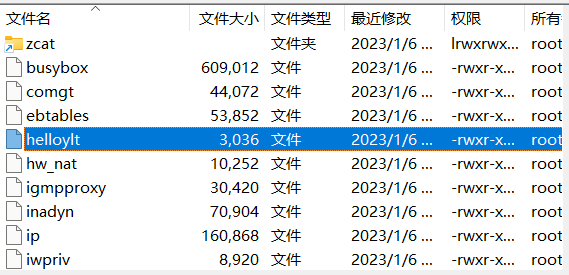 文件名 文件大小 文件类型 最近修改 权限 所有
zcat 文件夹 2023/1/6 ... lrwxrwx... root
busybox 609,012 文件 2023/1/6 ... -rwxr-x... root
comgt 44,072 文件 2023/1/6 ... -rwxr-x... root
ebtables 53,852 文件 2023/1/6 ... -rwxr-x... root
helloylt 3,036 文件 2023/1/6 ... -rwxr-x... root
hw_nat 10,252 文件 2023/1/6 ... -rwxr-x... root
igmpproxy 30,420 文件 2023/1/6 ... -rwxr-x... root
inadyn 70,904 文件 2023/1/6 ... -rwxr-x... root
ip 160,868 文件 2023/1/6 ... -rwxr-x... root
iwpriv 8,920 文件 2023/1/6 ... -rwxr-x... root